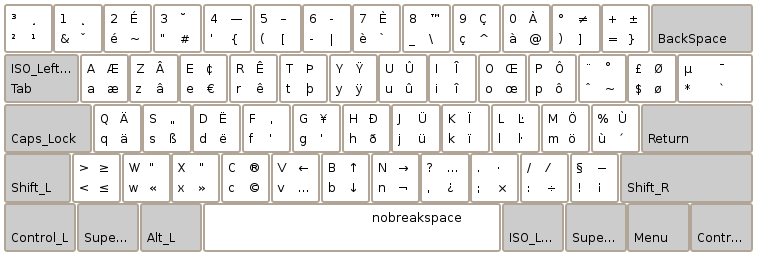 ³ ¸ 1 ˛ 2 É 3 ˘ 4 — 5 – 6 - 7 È 8 ™ 9 Ç 0 À ° ≠ + ±
² ¹ & ˇ é ~ " # ' { ( [ - | è ` _ \ ç ^ à @ ) ] = } BackSpace
ISO_Left... A Æ Z Â E ¢ R Ê T Þ Y Ÿ U Û I Î O Œ P Ô ¨ ˚ £ Ø µ ¯
Tab a æ z â e € r ê t þ y ÿ u û i î o œ p ô ^ ~ $ ø * `
Q Ä S „ D Ë F ‚ G ¥ H Ð J Ü K Ï L Ŀ M Ö % Ù
Caps_Lock q ä s ß d ë f ' g ' h ð j ü k ï l ŀ m ö ù ´ Return
> ≥ W " X " C ® V ← B ↑ N → ? … . · / ⁄ § −
Shift_L < ≤ w « x » c © v … b ↓ n ¬ , ¿ ; × : ÷ ! ¡ Shift_R
nobreakspace
Control_L Supe... Alt_L ISO_L... Supe... Menu Contr...